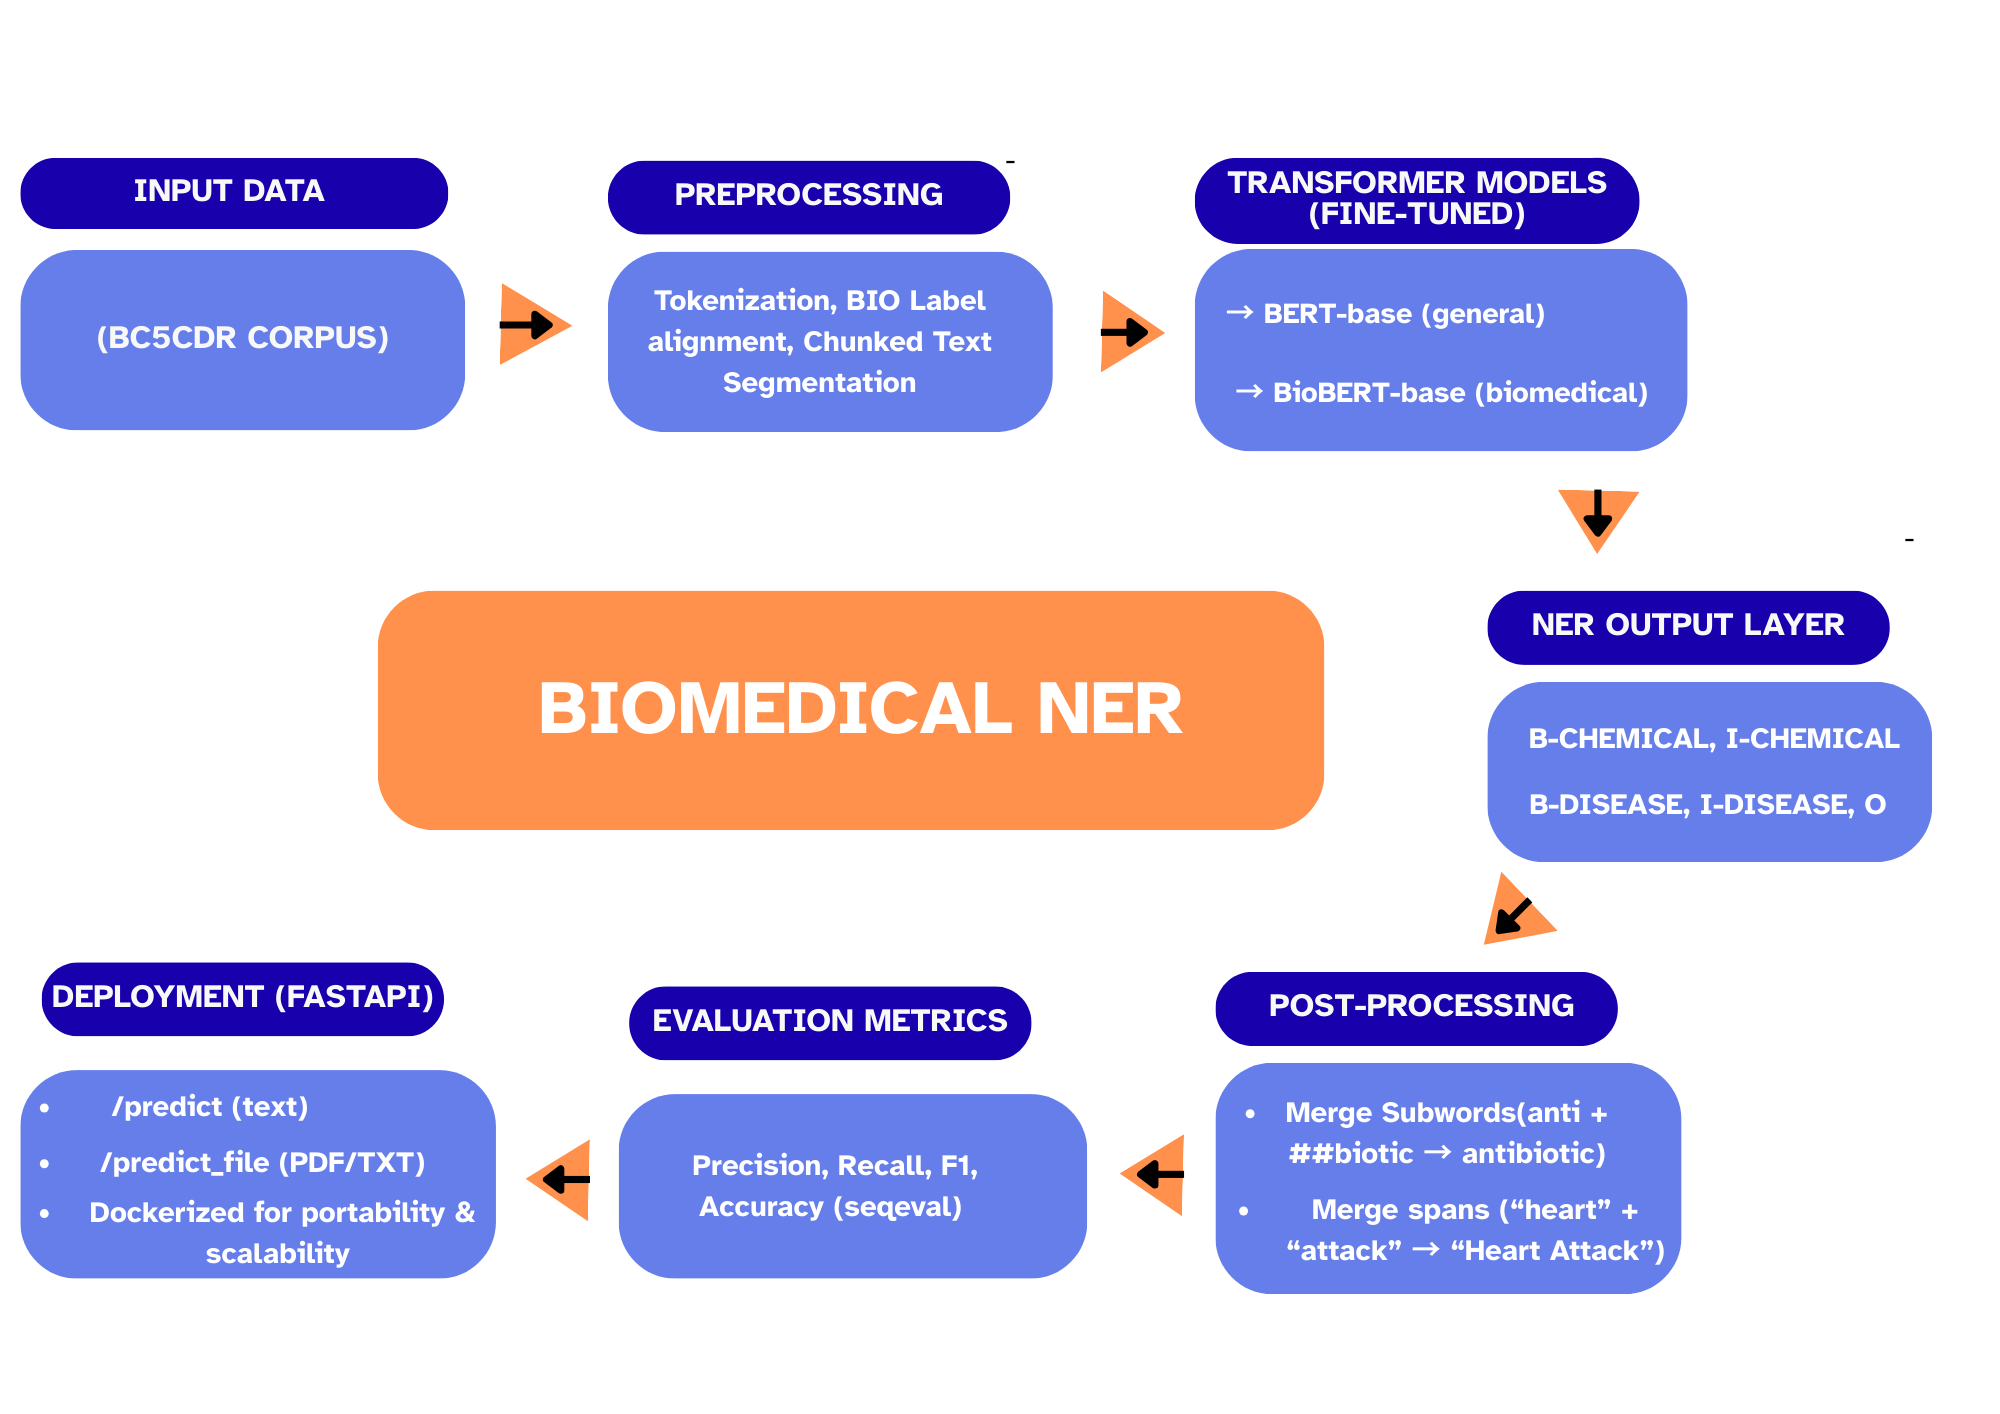 INPUT DATA
(BC5CDR CORPUS)
PREPROCESSING
-
Tokenization, BIO Label
alignment, Chunked Text
Segmentation
TRANSFORMER MODELS
(FINE-TUNED)
→ BERT-base (general)
→ BioBERT-base (biomedical)
-
NER OUTPUT LAYER
B-CHEMICAL, I-CHEMICAL
B-DISEASE, I-DISEASE, O
BIOMEDICAL NER
POST-PROCESSING
• Merge Subwords(anti +
##biotic → antibiotic)
• Merge spans (“heart” +
“attack” → “Heart Attack”)
EVALUATION METRICS
Precision, Recall, F1,
Accuracy (seqeval)
DEPLOYMENT (FASTAPI)
• /predict (text)
• /predict_file (PDF/TXT)
• Dockerized for portability &
scalability